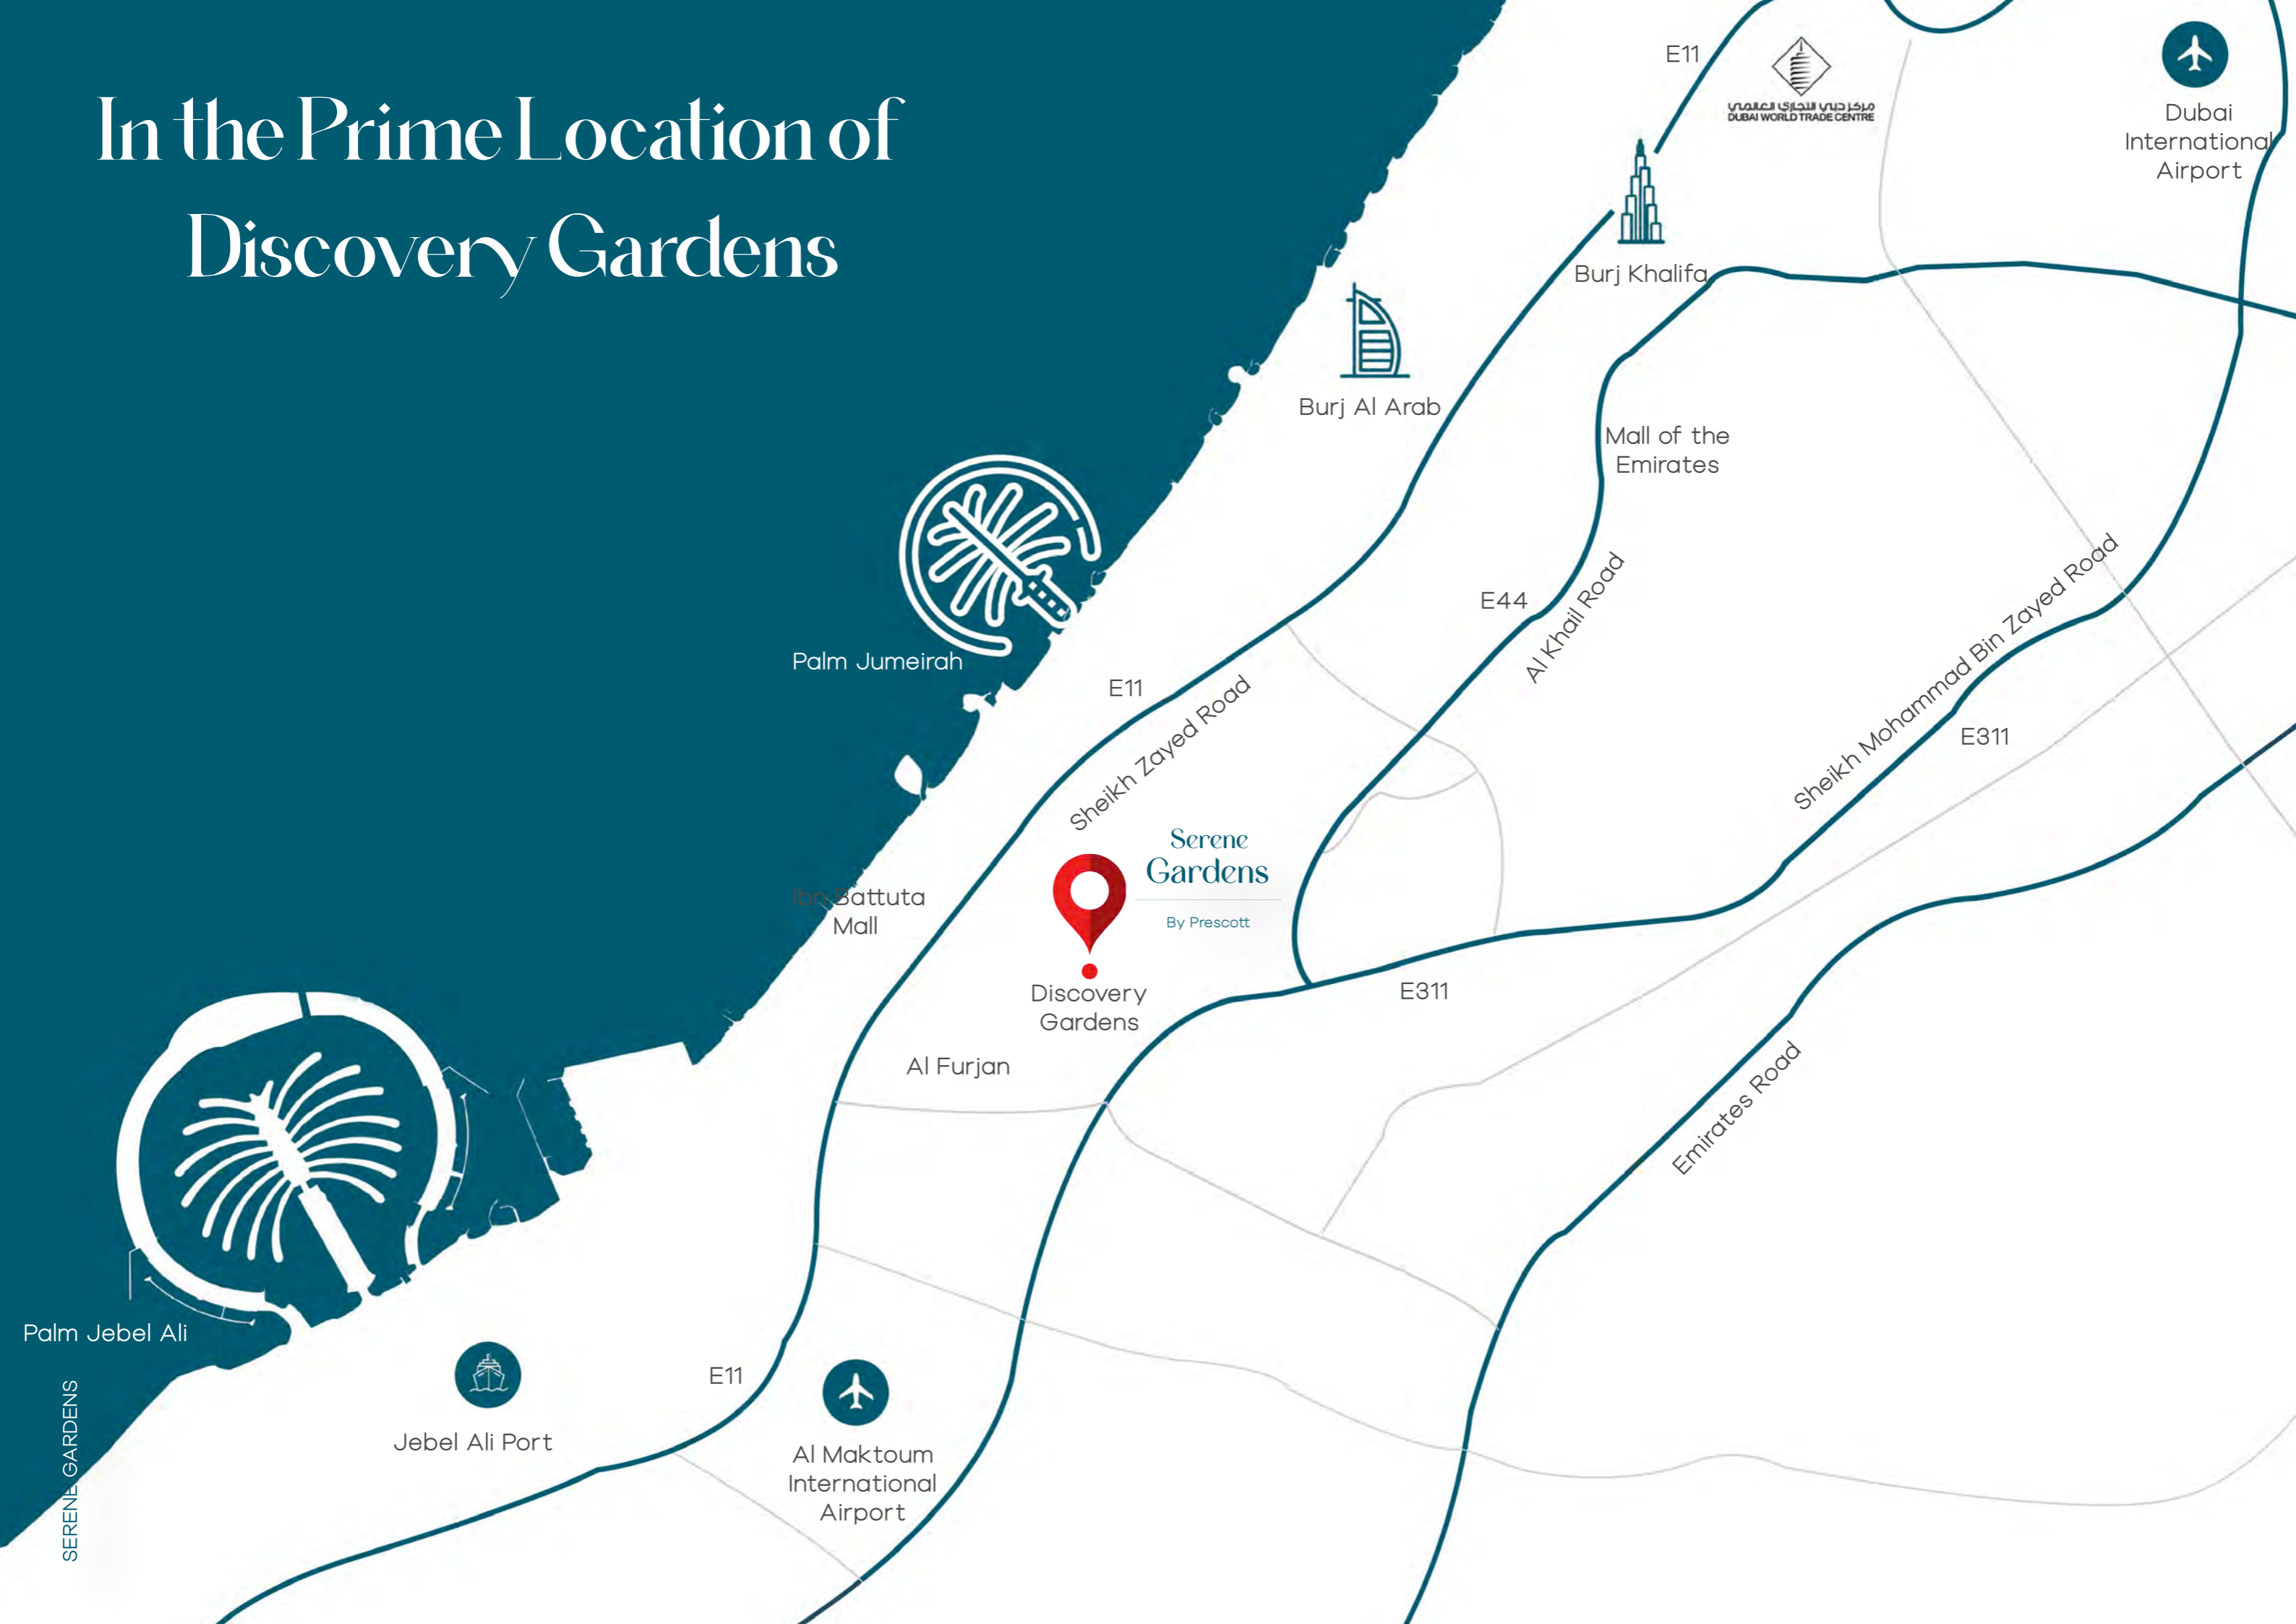 In the Prime Location of
Discovery Gardens
E11
مركز دبي التجاري العالمي
DUBAI WORLD TRADE CENTRE
Dubai
International
Airport
Burj Khalifa
Burj Al Arab
Mall of the
Emirates
Palm Jumeirah
E44
Al Khail Road
E11
Sheikh Zayed Road
Sheikh Mohammad Bin Zayed Road
E311
Serene
Gardens
By Prescott
Ibn Battuta
Mall
Discovery
Gardens
E311
Al Furjan
Emirates Road
Palm Jebel Ali
Jebel Ali Port
E11
Al Maktoum
International
Airport
SERENE GARDENS